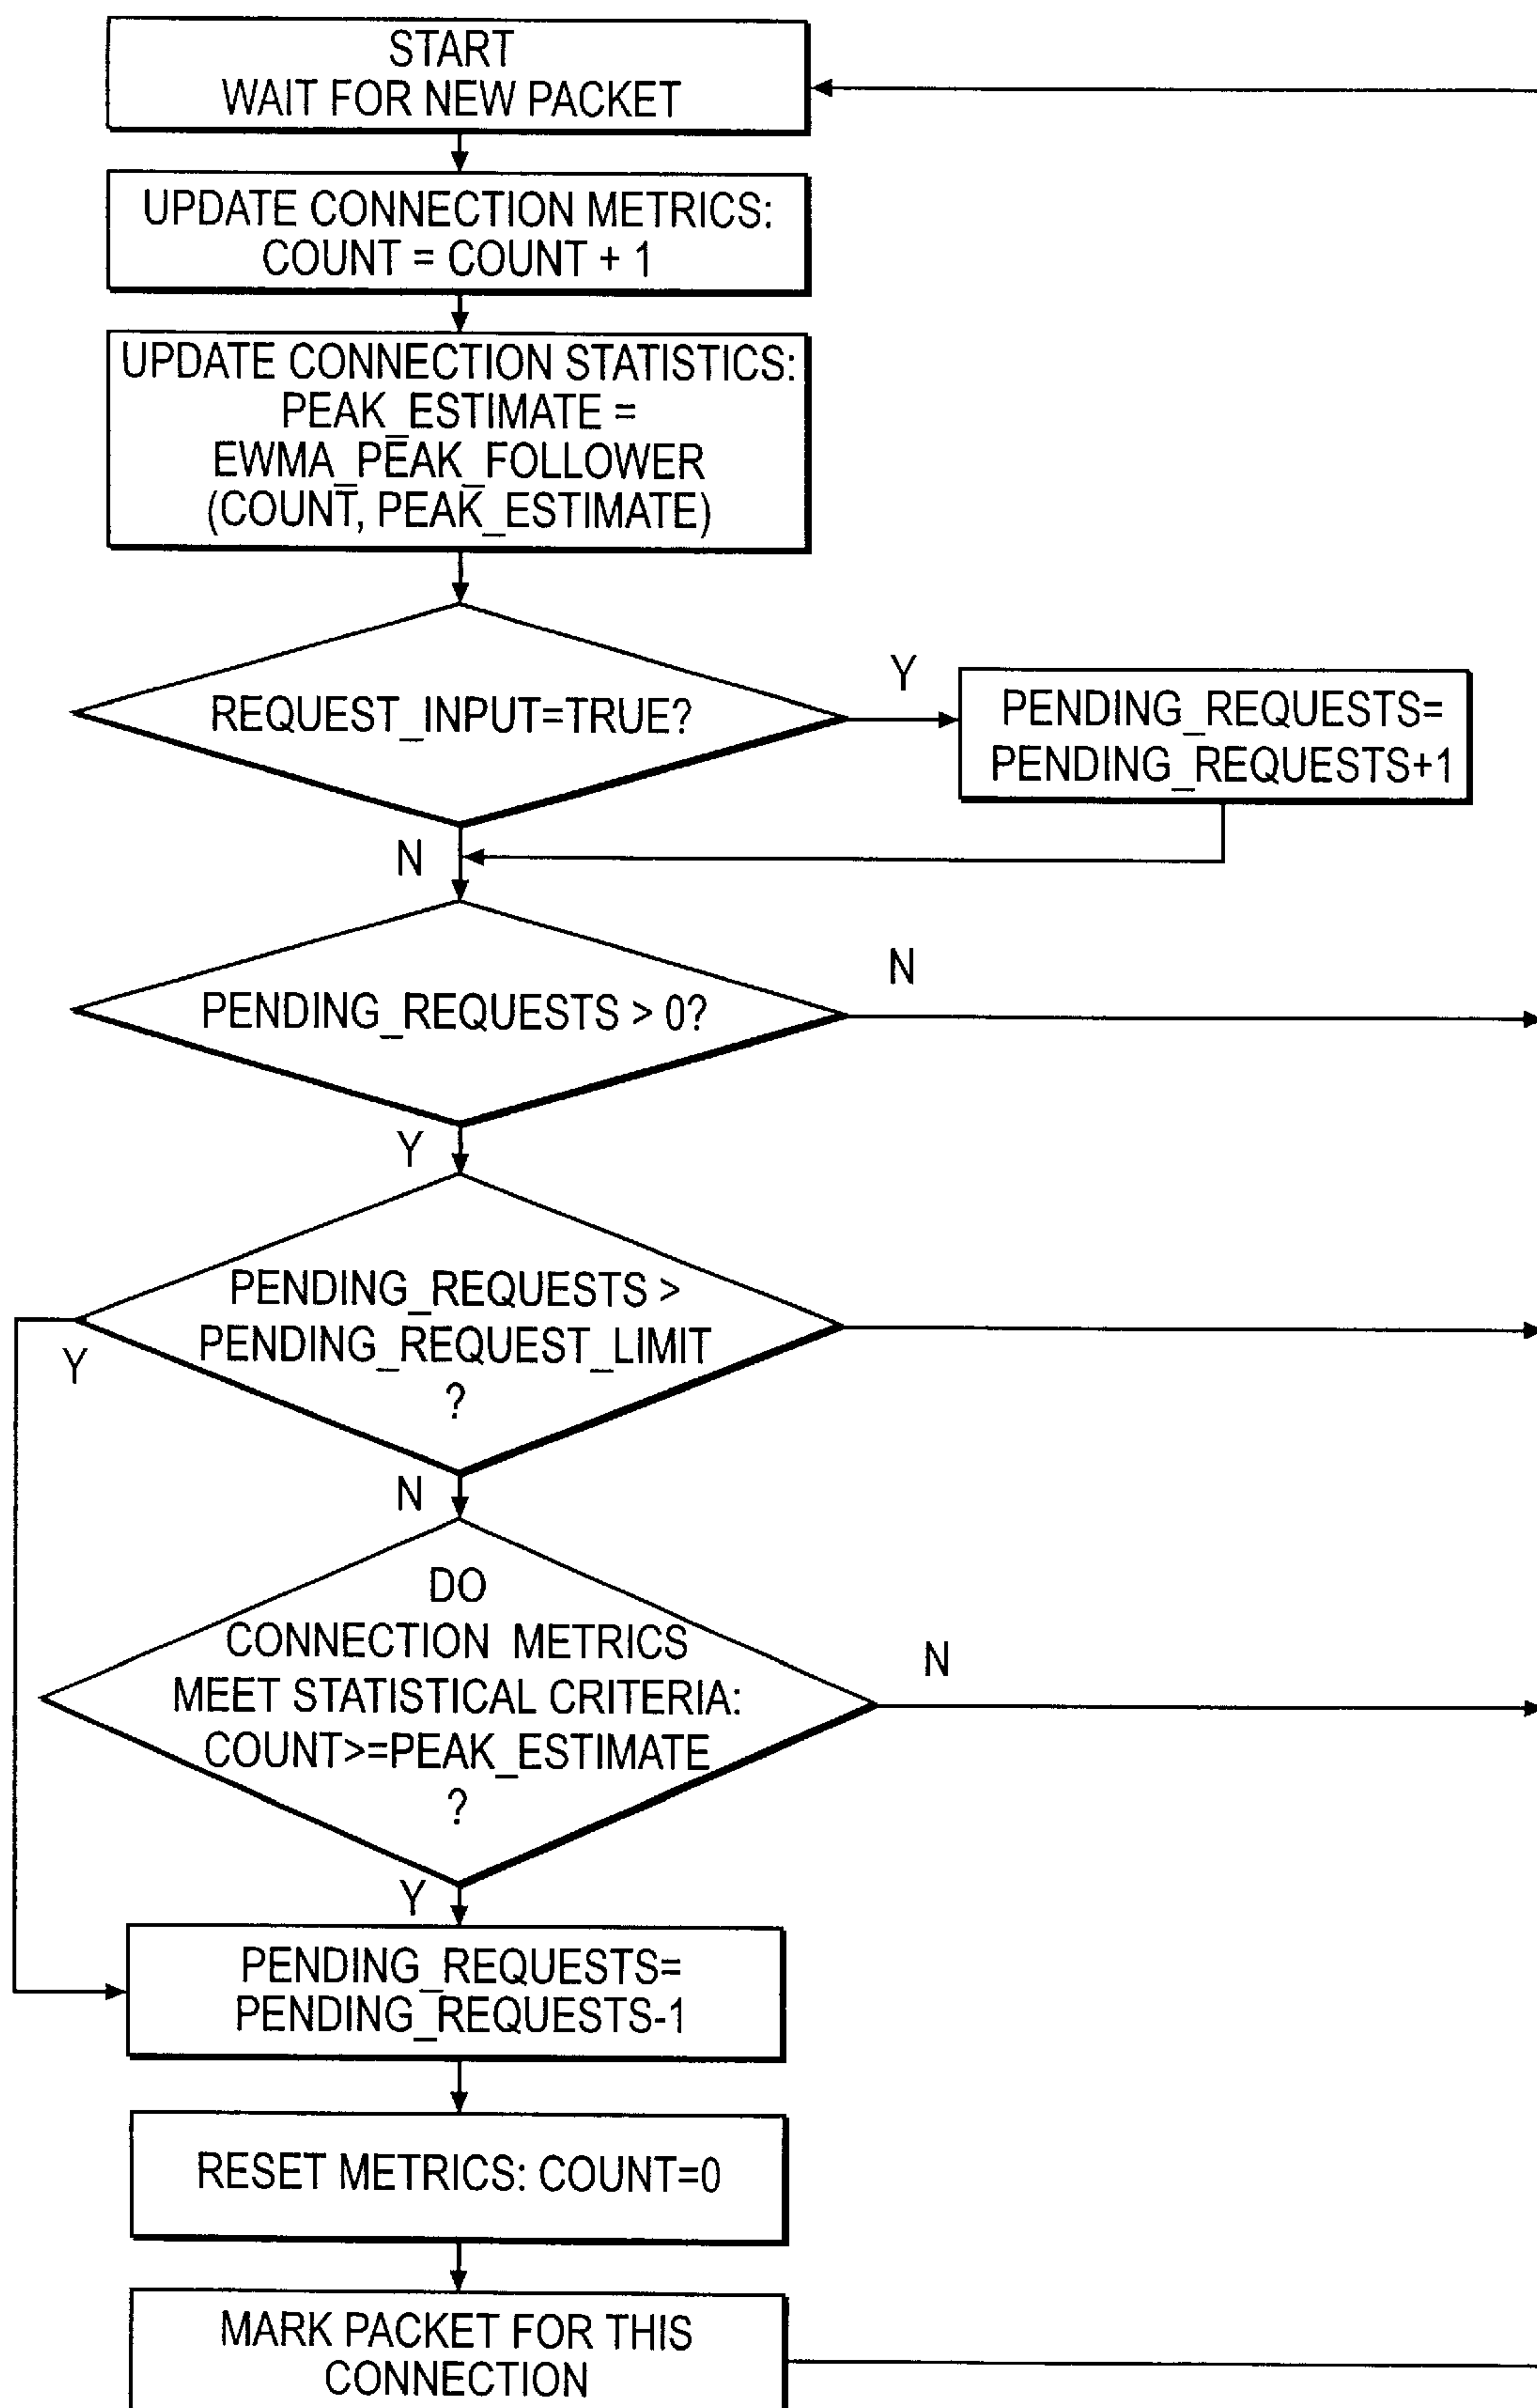 START
WAIT FOR NEW PACKET
UPDATE CONNECTION METRICS:
COUNT = COUNT + 1
UPDATE CONNECTION STATISTICS:
PEAK_ESTIMATE =
EWMA_PEAK_FOLLOWER
(COUNT, PEAK_ESTIMATE)
REQUEST_INPUT=TRUE?
Y
PENDING_REQUESTS=
PENDING_REQUESTS+1
N
PENDING_REQUESTS > 0?
N
Y
PENDING_REQUESTS >
PENDING_REQUEST_LIMIT
?
Y
N
DO
CONNECTION METRICS
MEET STATISTICAL CRITERIA:
COUNT>=PEAK_ESTIMATE
?
N
Y
PENDING_REQUESTS=
PENDING_REQUESTS-1
RESET METRICS: COUNT=0
MARK PACKET FOR THIS
CONNECTION